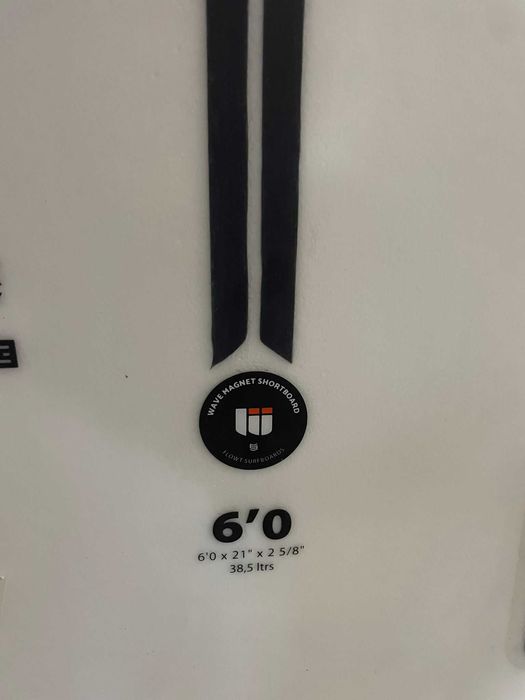 WAVE MAGNET SHORTBOARD
FLOWT SURFBOARDS
6'0
6'0 x 21" x 2 5/8"
38,5 ltrs